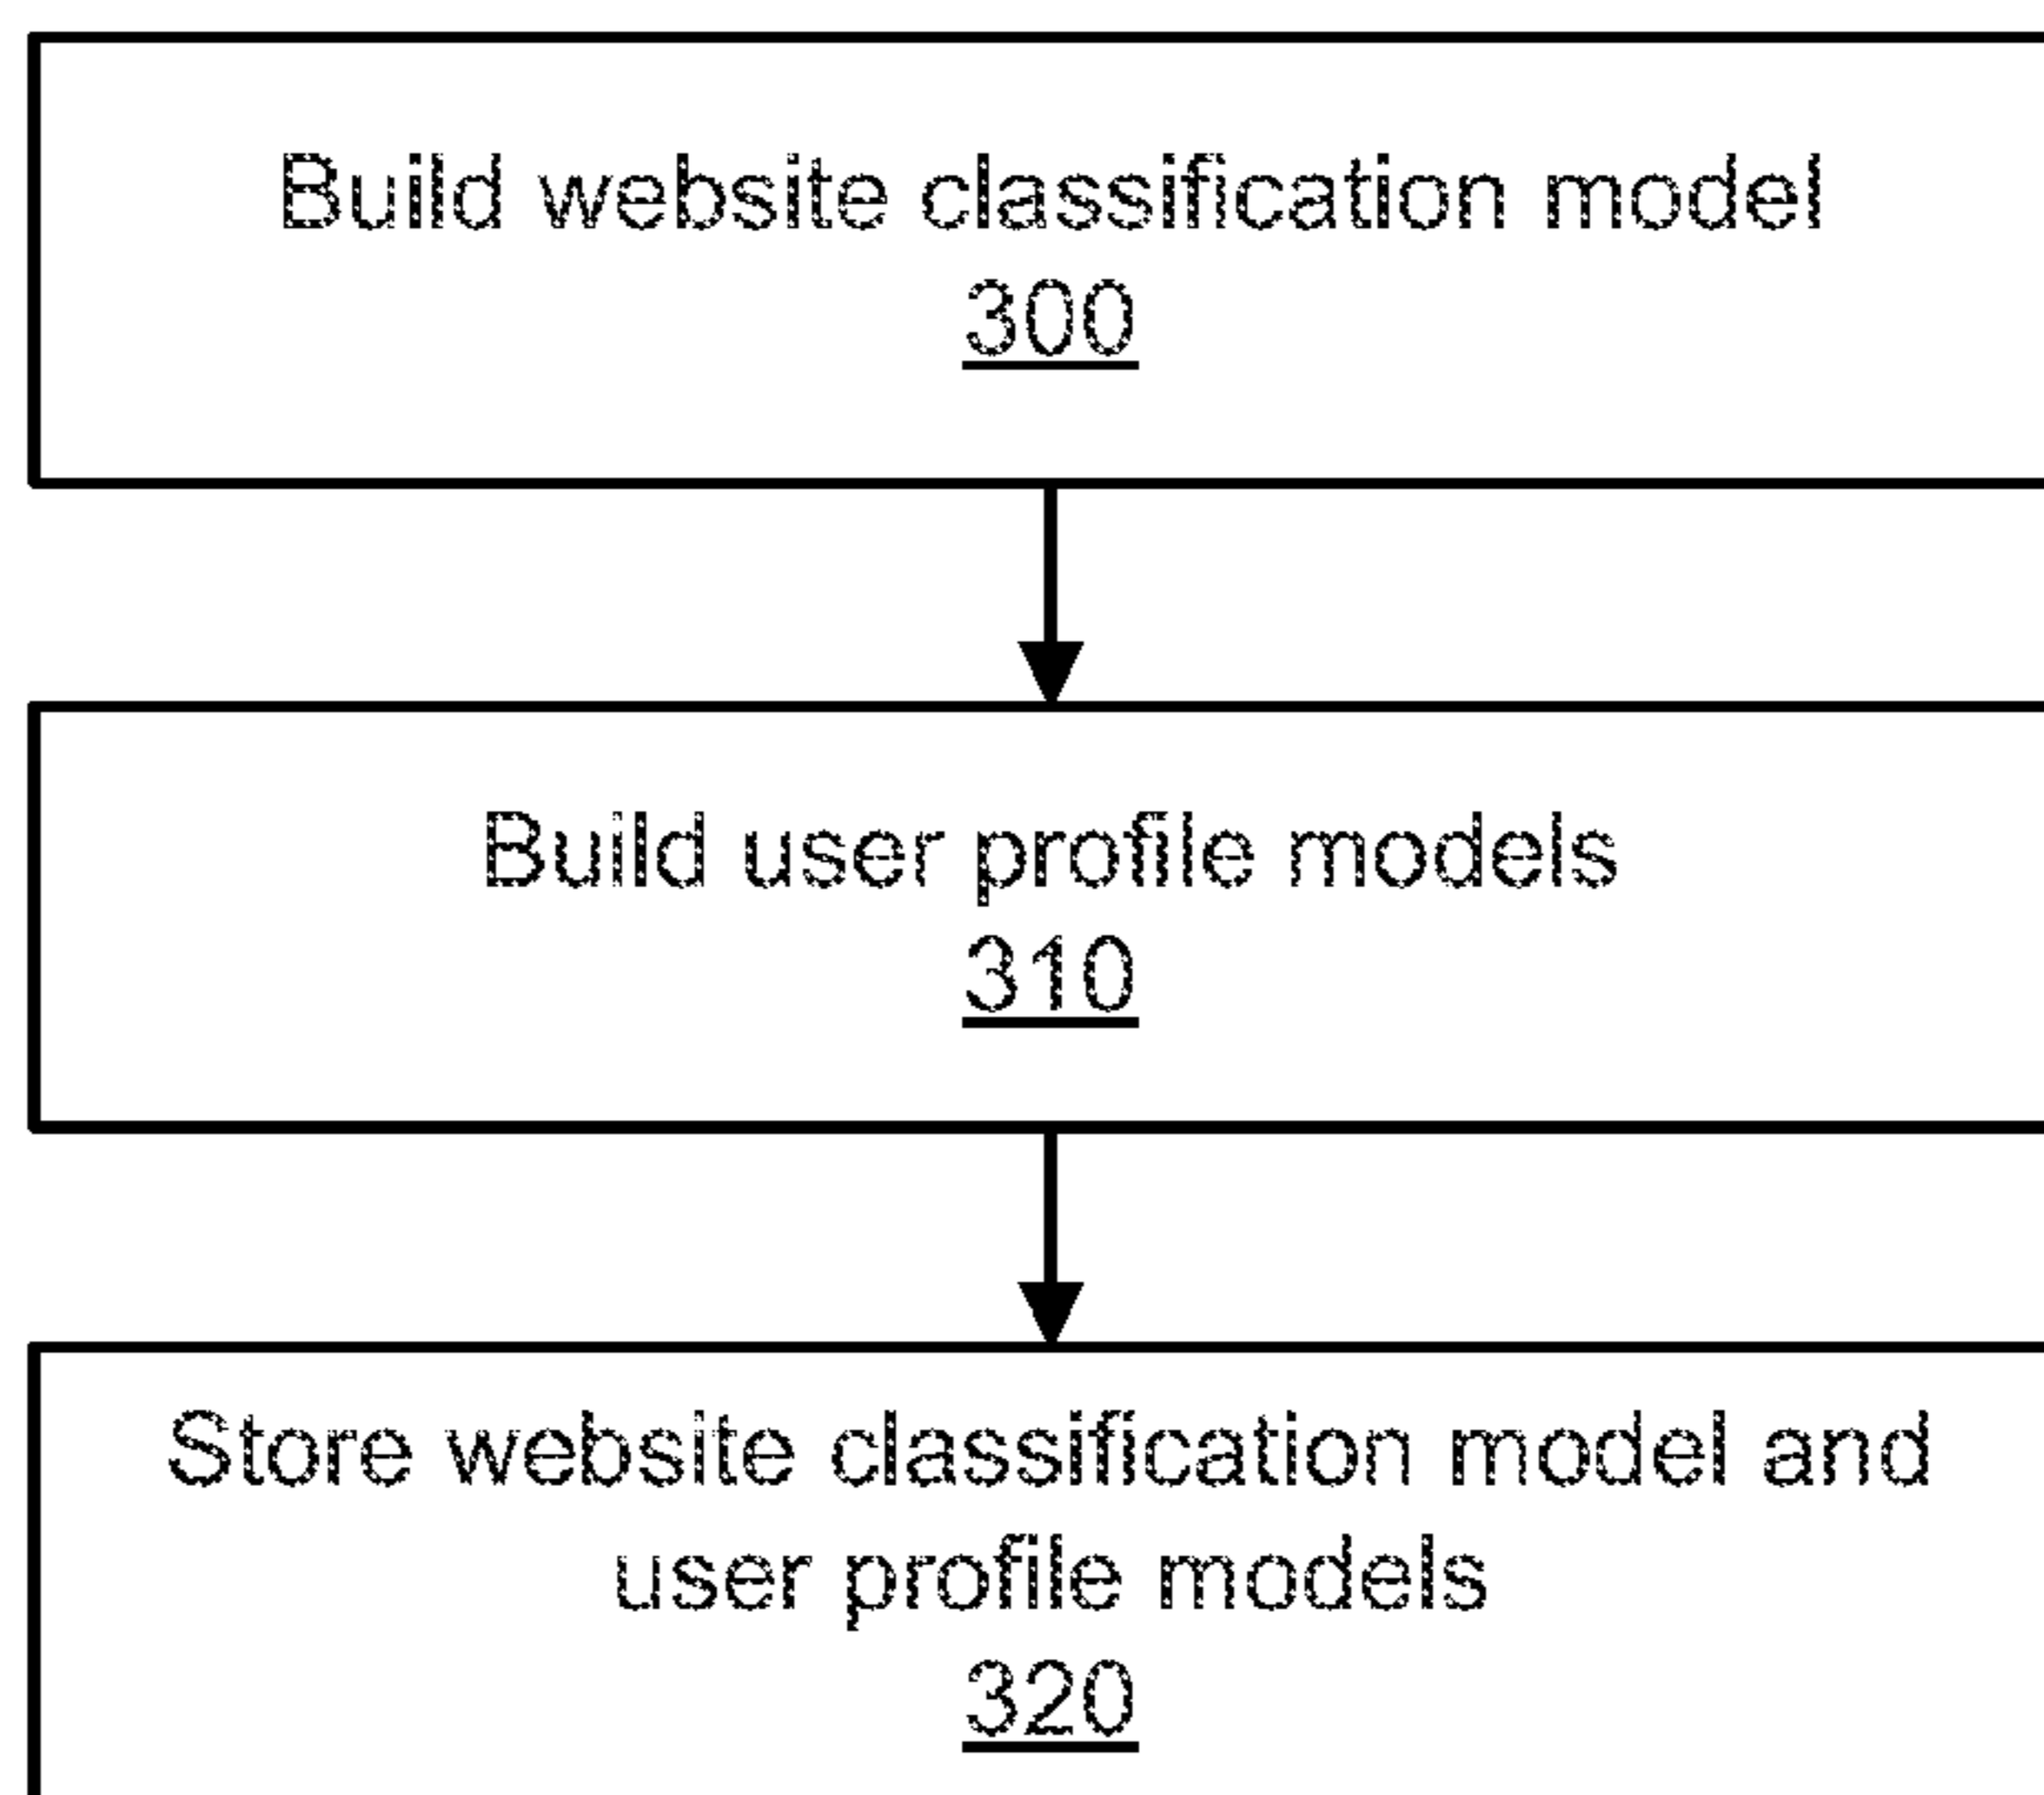 Build website classification model
300
Build user profile models
310
Store website classification model and
user profile models
320